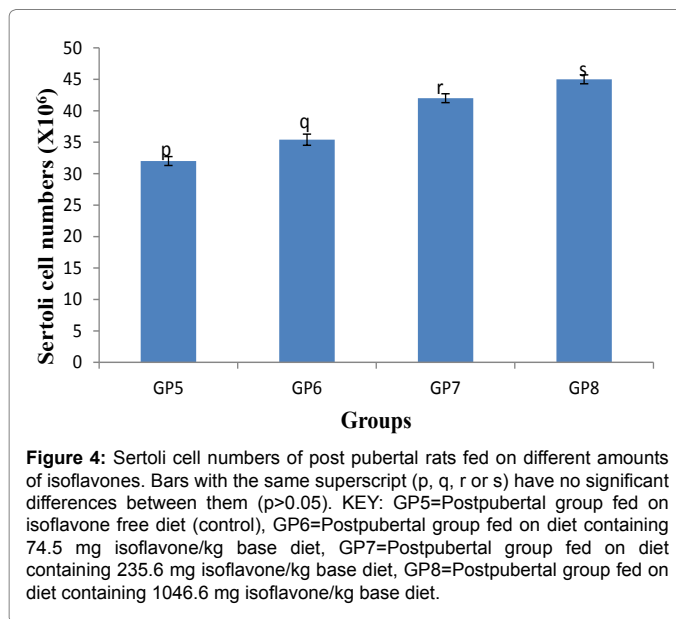 50
45
40
35
30
25
20
15
10
5
0
Sertoli cell numbers (X10⁶)
p
q
r
s
GP5 GP6 GP7 GP8
Groups
Figure 4: Sertoli cell numbers of post pubertal rats fed on different amounts
of isoflavones. Bars with the same superscript (p, q, r or s) have no significant
differences between them (p>0.05). KEY: GP5=Postpubertal group fed on
isoflavone free diet (control), GP6=Postpubertal group fed on diet containing
74.5 mg isoflavone/kg base diet, GP7=Postpubertal group fed on diet
containing 235.6 mg isoflavone/kg base diet, GP8=Postpubertal group fed on
diet containing 1046.6 mg isoflavone/kg base diet.